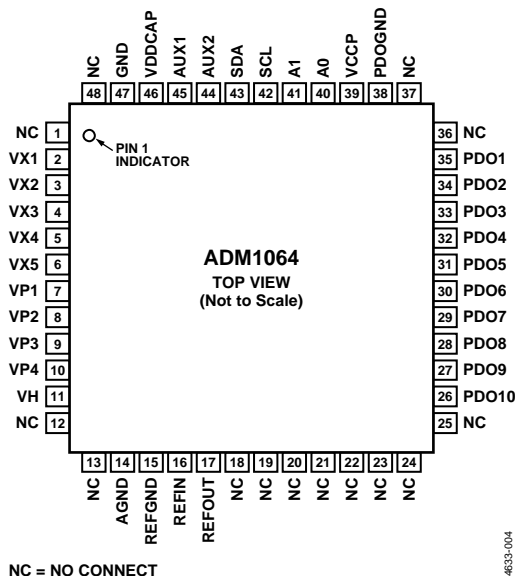 NC GND VDDCAP AUX1 AUX2 SDA SCL A1 A0 VCCP PDOGND NC
48 47 46 45 44 43 42 41 40 39 38 37
NC 1
VX1 2
VX2 3
VX3 4
VX4 5
VX5 6
VP1 7
VP2 8
VP3 9
VP4 10
VH 11
NC 12
PIN 1
INDICATOR
ADM1064
TOP VIEW
(Not to Scale)
36 NC
35 PDO1
34 PDO2
33 PDO3
32 PDO4
31 PDO5
30 PDO6
29 PDO7
28 PDO8
27 PDO9
26 PDO10
25 NC
13 14 15 16 17 18 19 20 21 22 23 24
NC AGND REFGND REFIN REFOUT NC NC NC NC NC NC NC
NC = NO CONNECT
4633-004